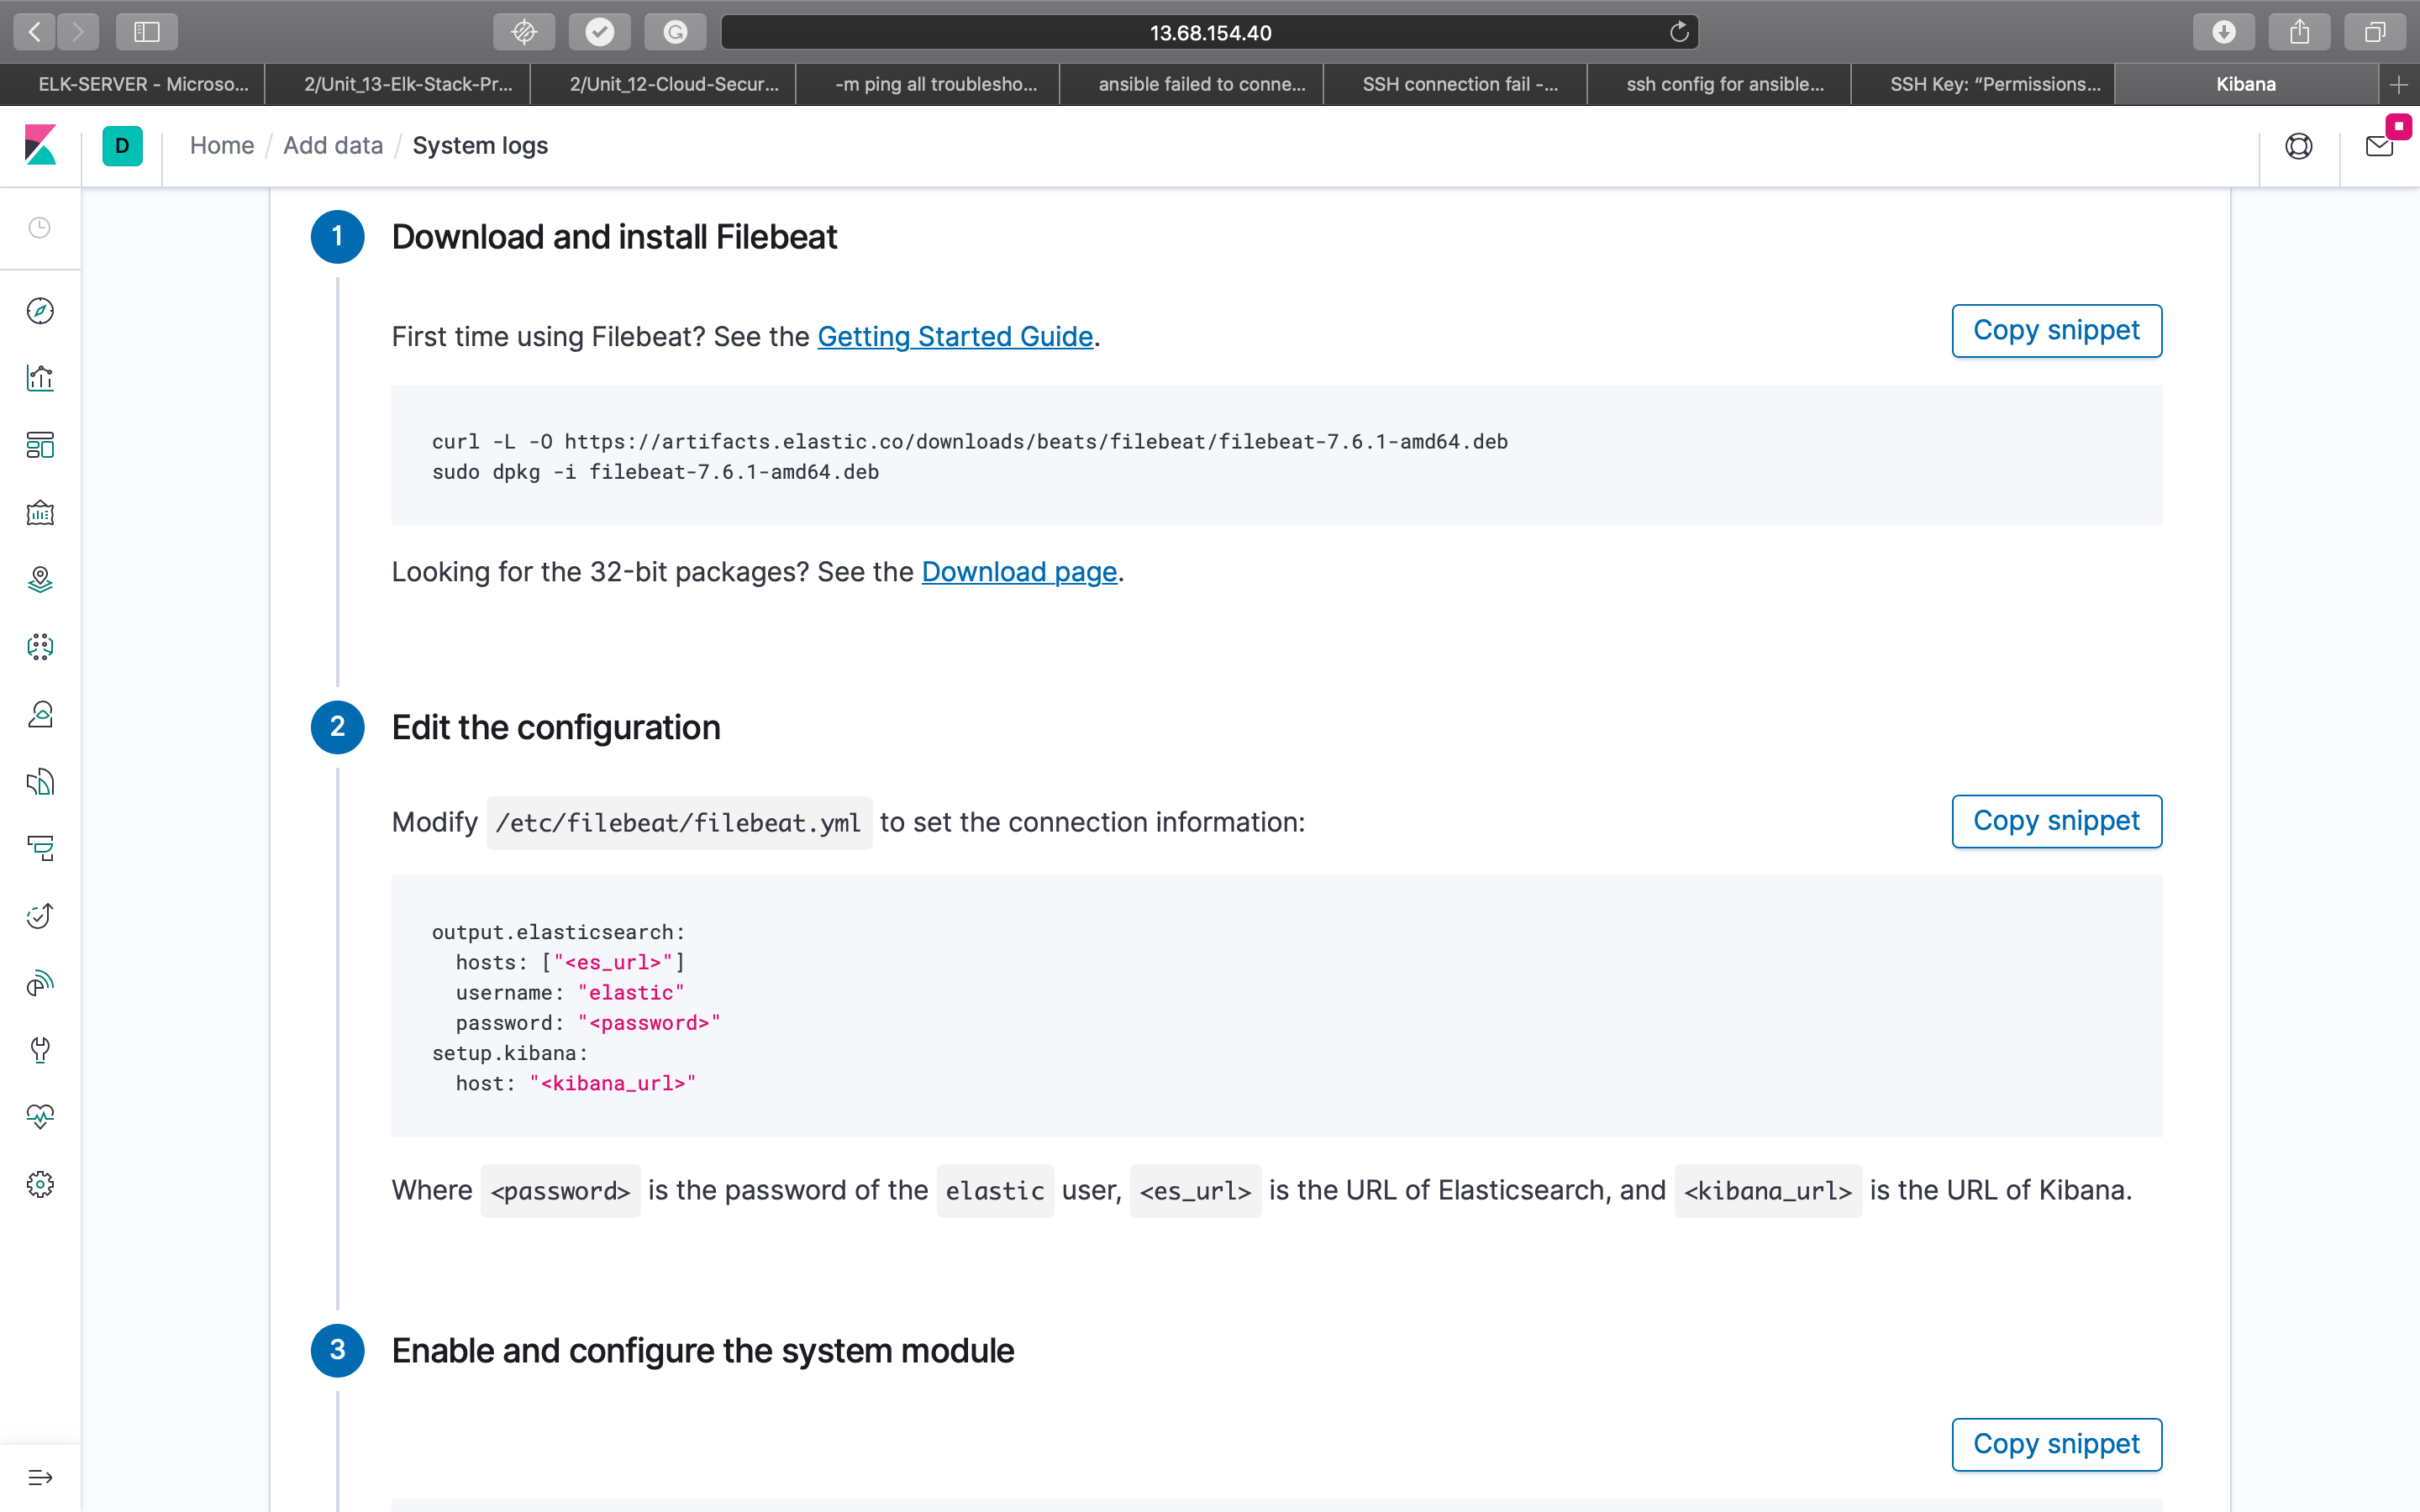 13.68.154.40
ELK-SERVER - Microso...
2/Unit_13-Elk-Stack-Pr...
2/Unit_12-Cloud-Secur...
-m ping all troublesho...
ansible failed to conne...
SSH connection fail -...
ssh config for ansible...
SSH Key: “Permissions...
Kibana
D
Home / Add data / System logs
1
Download and install Filebeat
First time using Filebeat? See the Getting Started Guide.
Copy snippet
curl -L -O https://artifacts.elastic.co/downloads/beats/filebeat/filebeat-7.6.1-amd64.deb
sudo dpkg -i filebeat-7.6.1-amd64.deb
Looking for the 32-bit packages? See the Download page.
2
Edit the configuration
Modify /etc/filebeat/filebeat.yml to set the connection information:
Copy snippet
output.elasticsearch:
  hosts: ["<es_url>"]
  username: "elastic"
  password: "<password>"
setup.kibana:
  host: "<kibana_url>"
Where <password> is the password of the elastic user, <es_url> is the URL of Elasticsearch, and <kibana_url> is the URL of Kibana.
3
Enable and configure the system module
Copy snippet